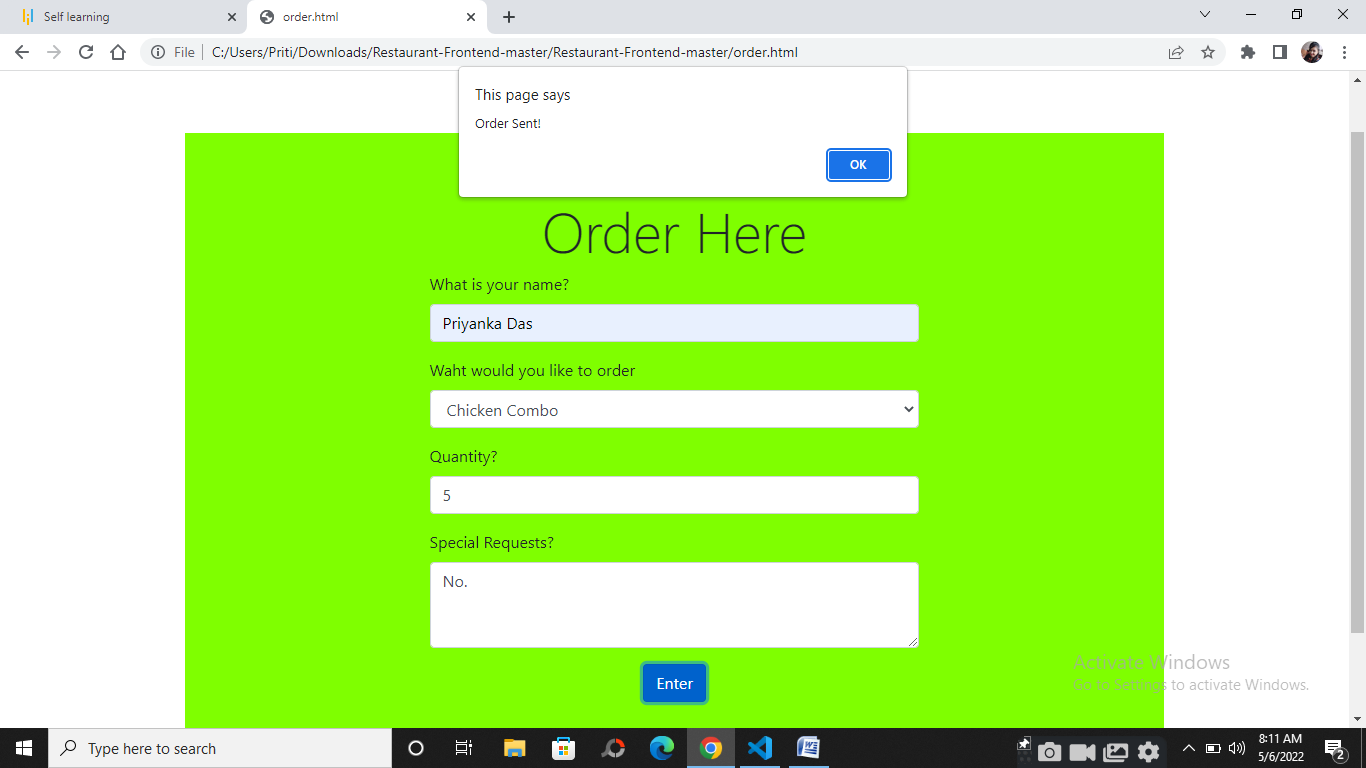 Self learning
order.html
File
C:/Users/Priti/Downloads/Restaurant-Frontend-master/Restaurant-Frontend-master/order.html
This page says
Order Sent!
OK
Order Here
What is your name?
Priyanka Das
Waht would you like to order
Chicken Combo
Quantity?
5
Special Requests?
No.
Enter
Activate Windows
Go to Settings to activate Windows.
Type here to search
8:11 AM
5/6/2022
2